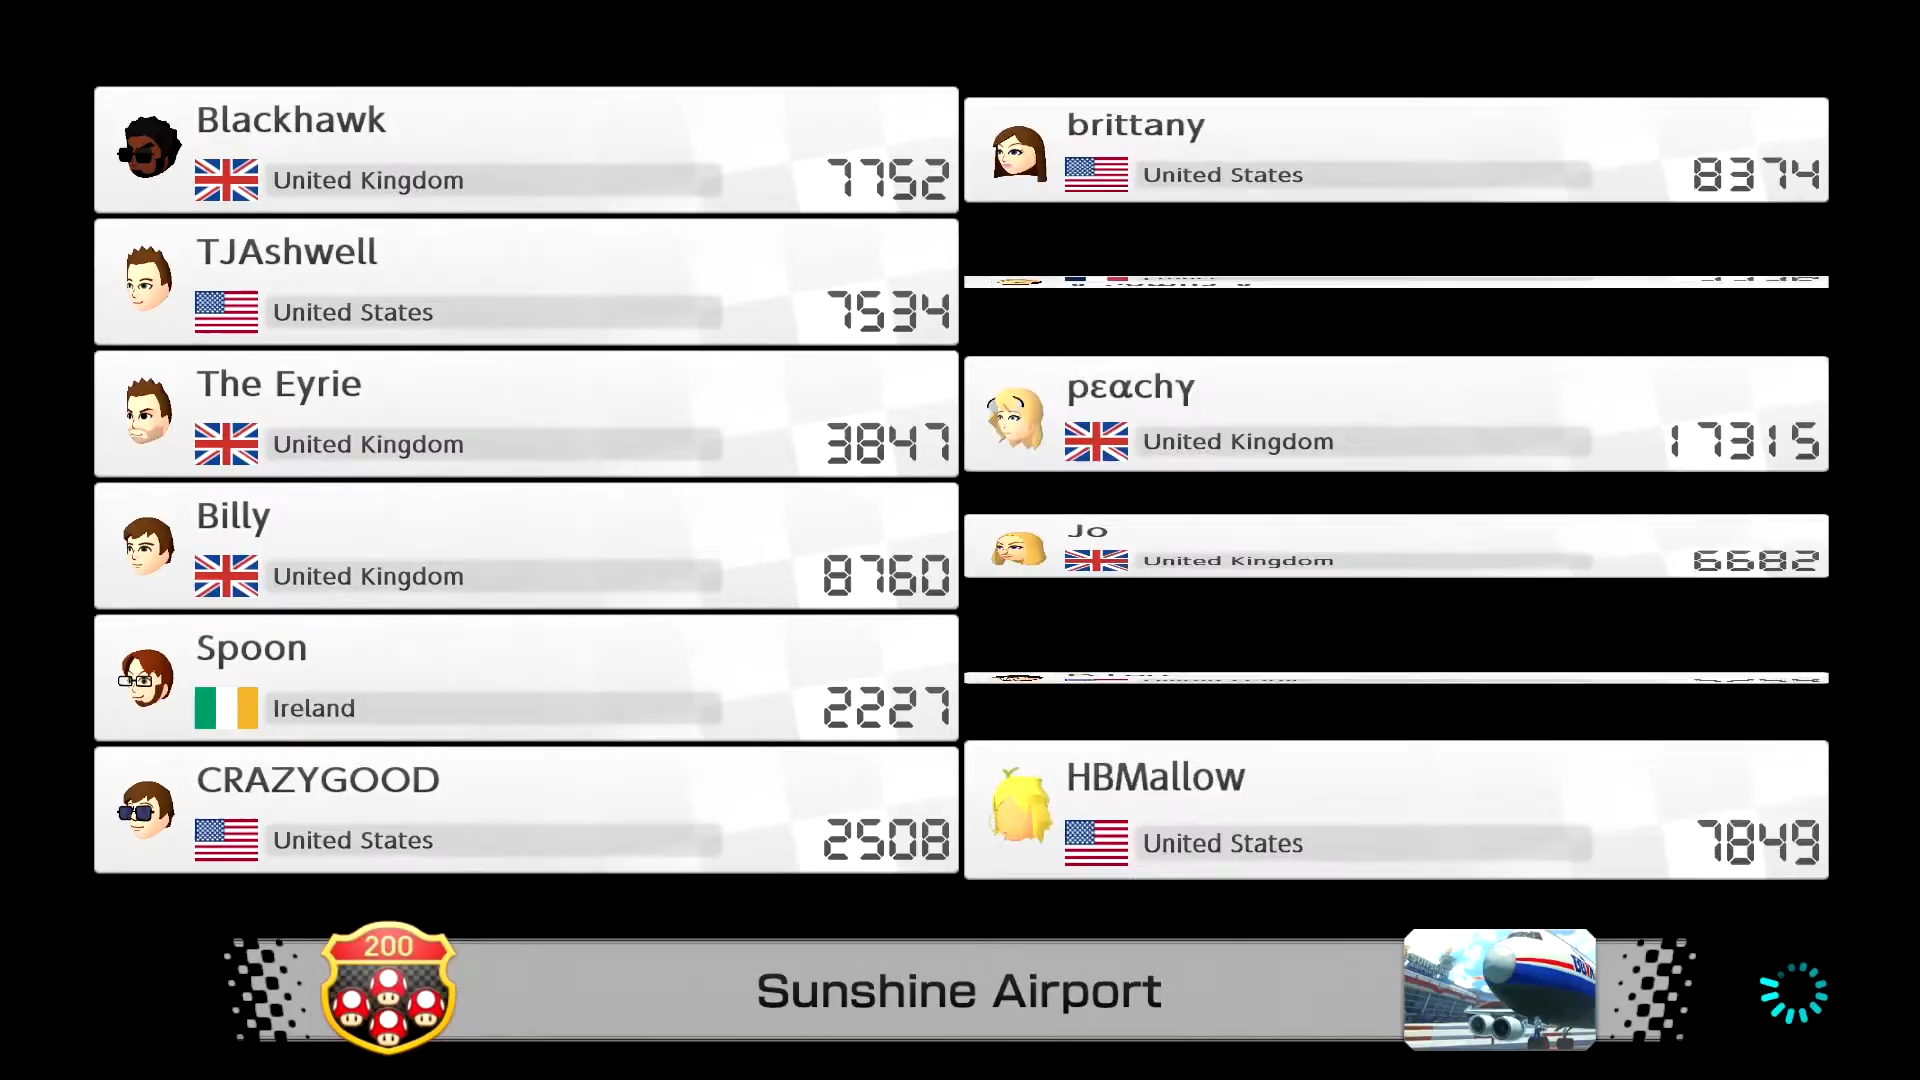 Blackhawk
United Kingdom
7752
TJAshwell
United States
7534
The Eyrie
United Kingdom
3847
Billy
United Kingdom
8760
Spoon
Ireland
2227
CRAZYGOOD
United States
2508
brittany
United States
8374
pεαchγ
United Kingdom
17315
Jo
United Kingdom
6682
HBMallow
United States
7849
200
Sunshine Airport